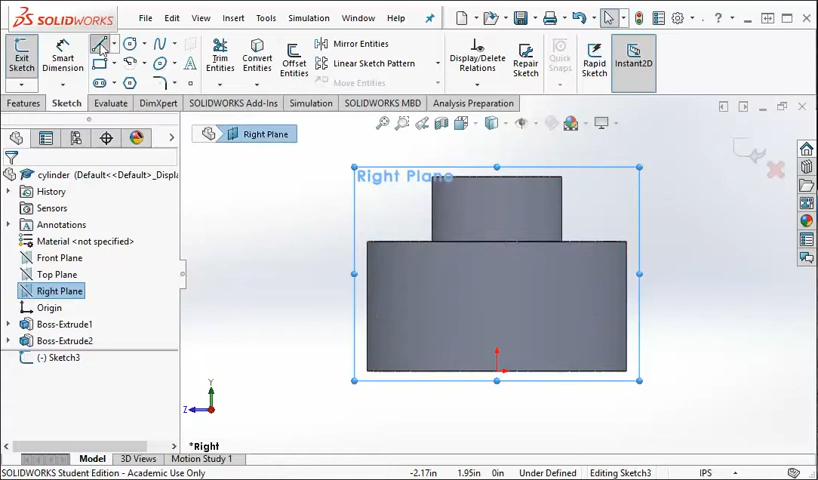 SOLIDWORKS File Edit View Insert Tools Simulation Window Help
Exit Sketch
Smart Dimension
Trim Entities
Convert Entities
Offset Entities
Mirror Entities
Linear Sketch Pattern
Move Entities
Display/Delete Relations
Repair Sketch
Quick Snaps
Rapid Sketch
Instant2D
Features Sketch Evaluate DimXpert SOLIDWORKS Add-Ins Simulation SOLIDWORKS MBD Analysis Preparation
Right Plane
cylinder (Default<<Default>_Displa
History
Sensors
Annotations
Material <not specified>
Front Plane
Top Plane
Right Plane
Origin
Boss-Extrude1
Boss-Extrude2
(-) Sketch3
Right Plane
Y
Z
*Right
Model 3D Views Motion Study 1
SOLIDWORKS Student Edition - Academic Use Only -2.17in 1.95in 0in Under Defined Editing Sketch3 IPS